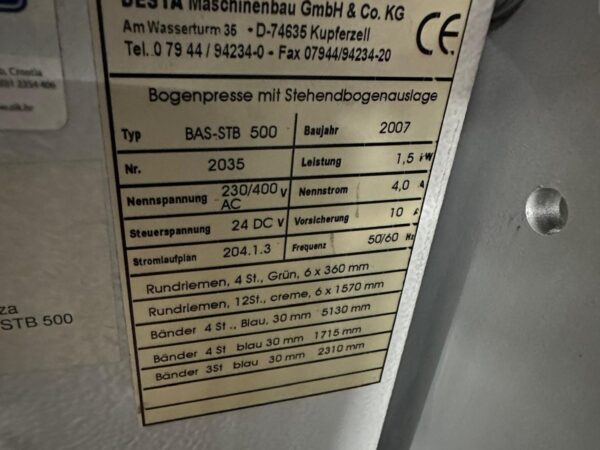 BESTA Maschinenbau GmbH & Co. KG
Am Wasserturm 35 • D-74635 Kupferzell
Tel. 0 79 44 / 94234-0 • Fax 07944/94234-20
CE
Bogenpresse mit Stehendbogenauslage
Typ BAS-STB 500 Baujahr 2007
Nr. 2035 Leistung 1,5 kW
Nennspannung 230/400 V AC Nennstrom 4,0 A
Steuerspannung 24 DC V Vorsicherung 10 A
Stromlaufplan 204.1.3 Frequenz 50/60 Hz
Rundriemen, 4 St., Grün, 6 x 360 mm
Rundriemen, 12St., creme, 6 x 1570 mm
Bänder 4 St., Blau, 30 mm 5130 mm
Bänder 4 St blau 30 mm 1715 mm
Bänder 3St blau 30 mm 2310 mm
Croatia
za
STB 500